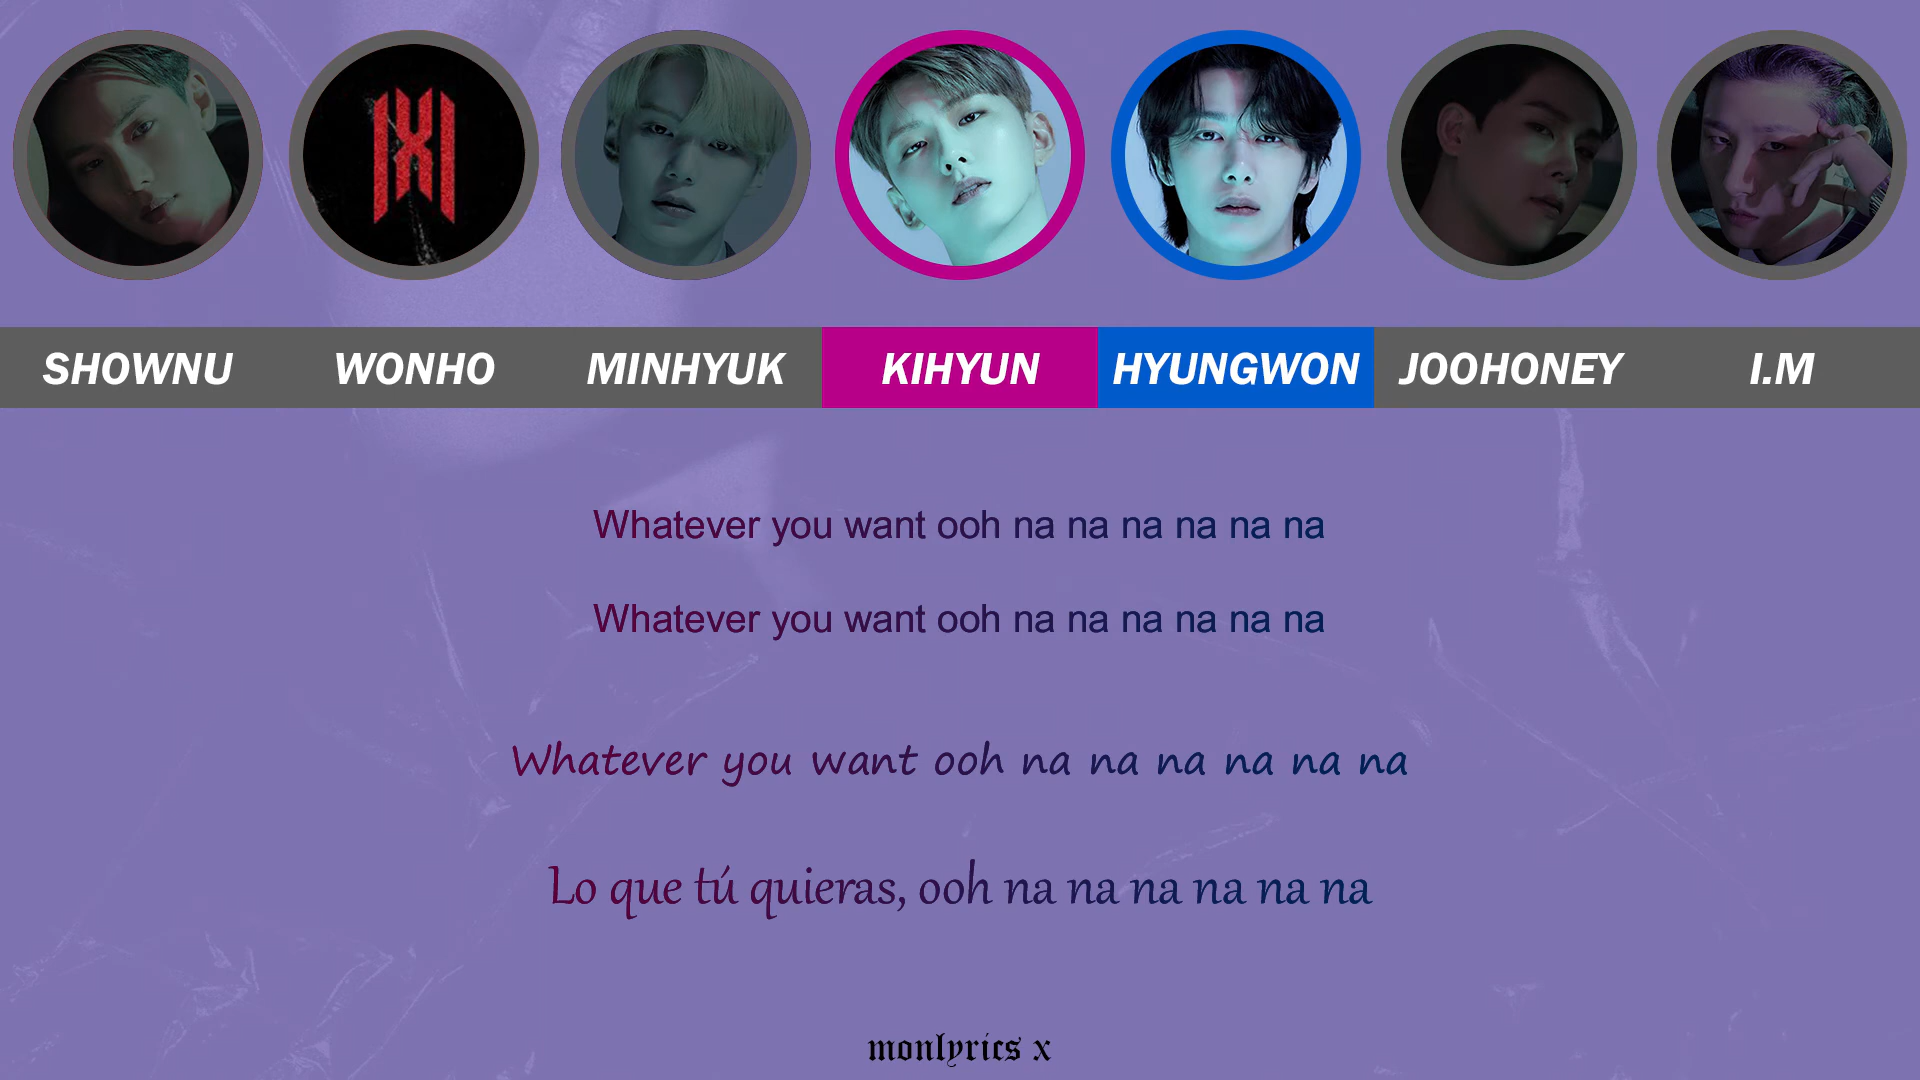 SHOWNU WONHO MINHYUK KIHYUN HYUNGWON JOOHONEY I.M
Whatever you want ooh na na na na na na
Whatever you want ooh na na na na na na
Whatever you want ooh na na na na na na
Lo que tú quieras, ooh na na na na na na
monlyrics x